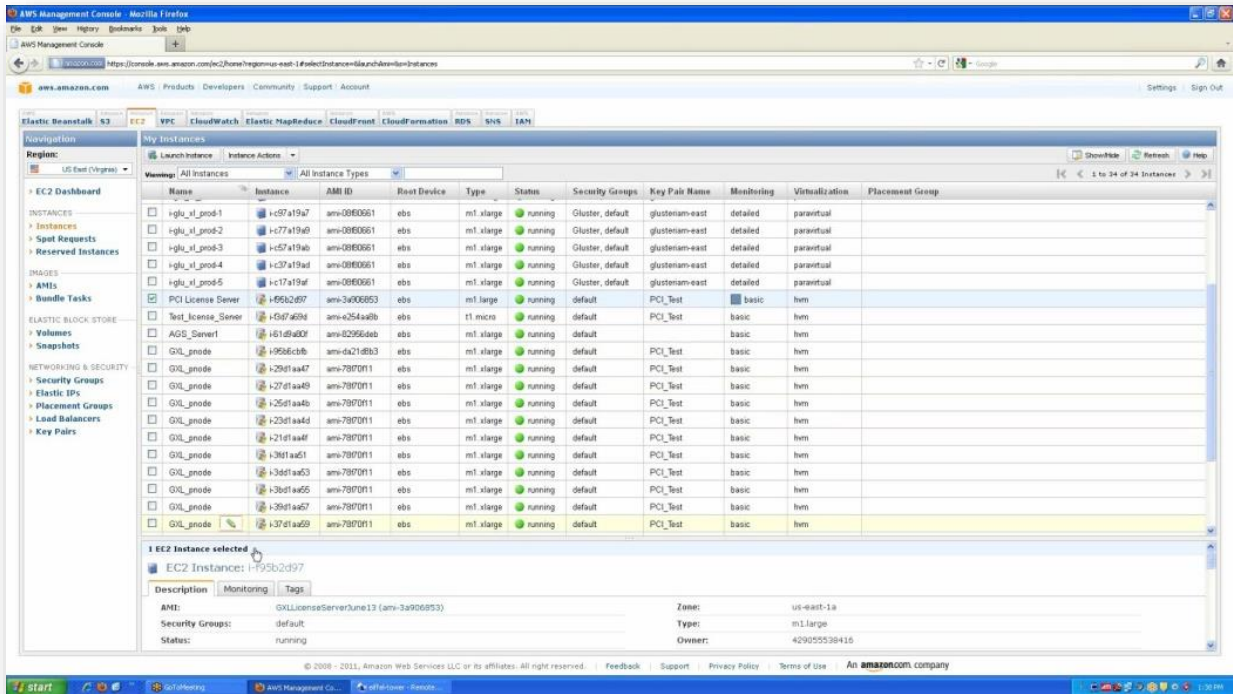 AWS Management Console - Mozilla Firefox
File Edit View History Bookmarks Tools Help
AWS Management Console
amazon.com https://console.aws.amazon.com/ec2/home?region=us-east-1#selectInstance=&launchAmi=&s=Instances Google
aws.amazon.com AWS Products Developers Community Support Account Settings Sign Out
Elastic Beanstalk S3 EC2 VPC CloudWatch Elastic MapReduce CloudFront CloudFormation RDS SNS IAM
Navigation
Region:
US East (Virginia)
EC2 Dashboard
INSTANCES
Instances
Spot Requests
Reserved Instances
IMAGES
AMIs
Bundle Tasks
ELASTIC BLOCK STORE
Volumes
Snapshots
NETWORKING & SECURITY
Security Groups
Elastic IPs
Placement Groups
Load Balancers
Key Pairs
My Instances
Launch Instance Instance Actions Show/Hide Refresh Help
Viewing: All Instances All Instance Types 1 to 34 of 34 Instances
Name Instance AMI ID Root Device Type Status Security Groups Key Pair Name Monitoring Virtualization Placement Group
i-glu_xl_prod-1 i-c97a19a7 ami-08f80661 ebs m1.xlarge running Gluster, default glusteriam-east detailed paravirtual
i-glu_xl_prod-2 i-c77a19a9 ami-08f80661 ebs m1.xlarge running Gluster, default glusteriam-east detailed paravirtual
i-glu_xl_prod-3 i-c57a19ab ami-08f80661 ebs m1.xlarge running Gluster, default glusteriam-east detailed paravirtual
i-glu_xl_prod-4 i-c37a19ad ami-08f80661 ebs m1.xlarge running Gluster, default glusteriam-east detailed paravirtual
i-glu_xl_prod-5 i-c17a19af ami-08f80661 ebs m1.xlarge running Gluster, default glusteriam-east detailed paravirtual
PCI License Server i-f95b2d97 ami-3a906853 ebs m1.large running default PCI_Test basic hvm
Test_license_Server i-f3d7a69d ami-e254aa8b ebs t1.micro running default PCI_Test basic hvm
AGS_Server1 i-61d9a80f ami-82956deb ebs m1.xlarge running default basic hvm
GXL_pnode i-95b6cbfb ami-da21d8b3 ebs m1.xlarge running default PCI_Test basic hvm
GXL_pnode i-29d1aa47 ami-78f70f11 ebs m1.xlarge running default PCI_Test basic hvm
GXL_pnode i-27d1aa49 ami-78f70f11 ebs m1.xlarge running default PCI_Test basic hvm
GXL_pnode i-25d1aa4b ami-78f70f11 ebs m1.xlarge running default PCI_Test basic hvm
GXL_pnode i-23d1aa4d ami-78f70f11 ebs m1.xlarge running default PCI_Test basic hvm
GXL_pnode i-21d1aa4f ami-78f70f11 ebs m1.xlarge running default PCI_Test basic hvm
GXL_pnode i-3fd1aa51 ami-78f70f11 ebs m1.xlarge running default PCI_Test basic hvm
GXL_pnode i-3dd1aa53 ami-78f70f11 ebs m1.xlarge running default PCI_Test basic hvm
GXL_pnode i-3bd1aa55 ami-78f70f11 ebs m1.xlarge running default PCI_Test basic hvm
GXL_pnode i-39d1aa57 ami-78f70f11 ebs m1.xlarge running default PCI_Test basic hvm
GXL_pnode i-37d1aa59 ami-78f70f11 ebs m1.xlarge running default PCI_Test basic hvm
1 EC2 Instance selected
EC2 Instance: i-f95b2d97
Description Monitoring Tags
AMI: GXLLicenseServerJune13 (ami-3a906853) Zone: us-east-1a
Security Groups: default Type: m1.large
Status: running Owner: 429055538416
© 2008 - 2011, Amazon Web Services LLC or its affiliates. All right reserved. Feedback Support Privacy Policy Terms of Use An amazon.com company
start GoToMeeting AWS Management Co... eiffel-tower - Remote... 1:38 PM